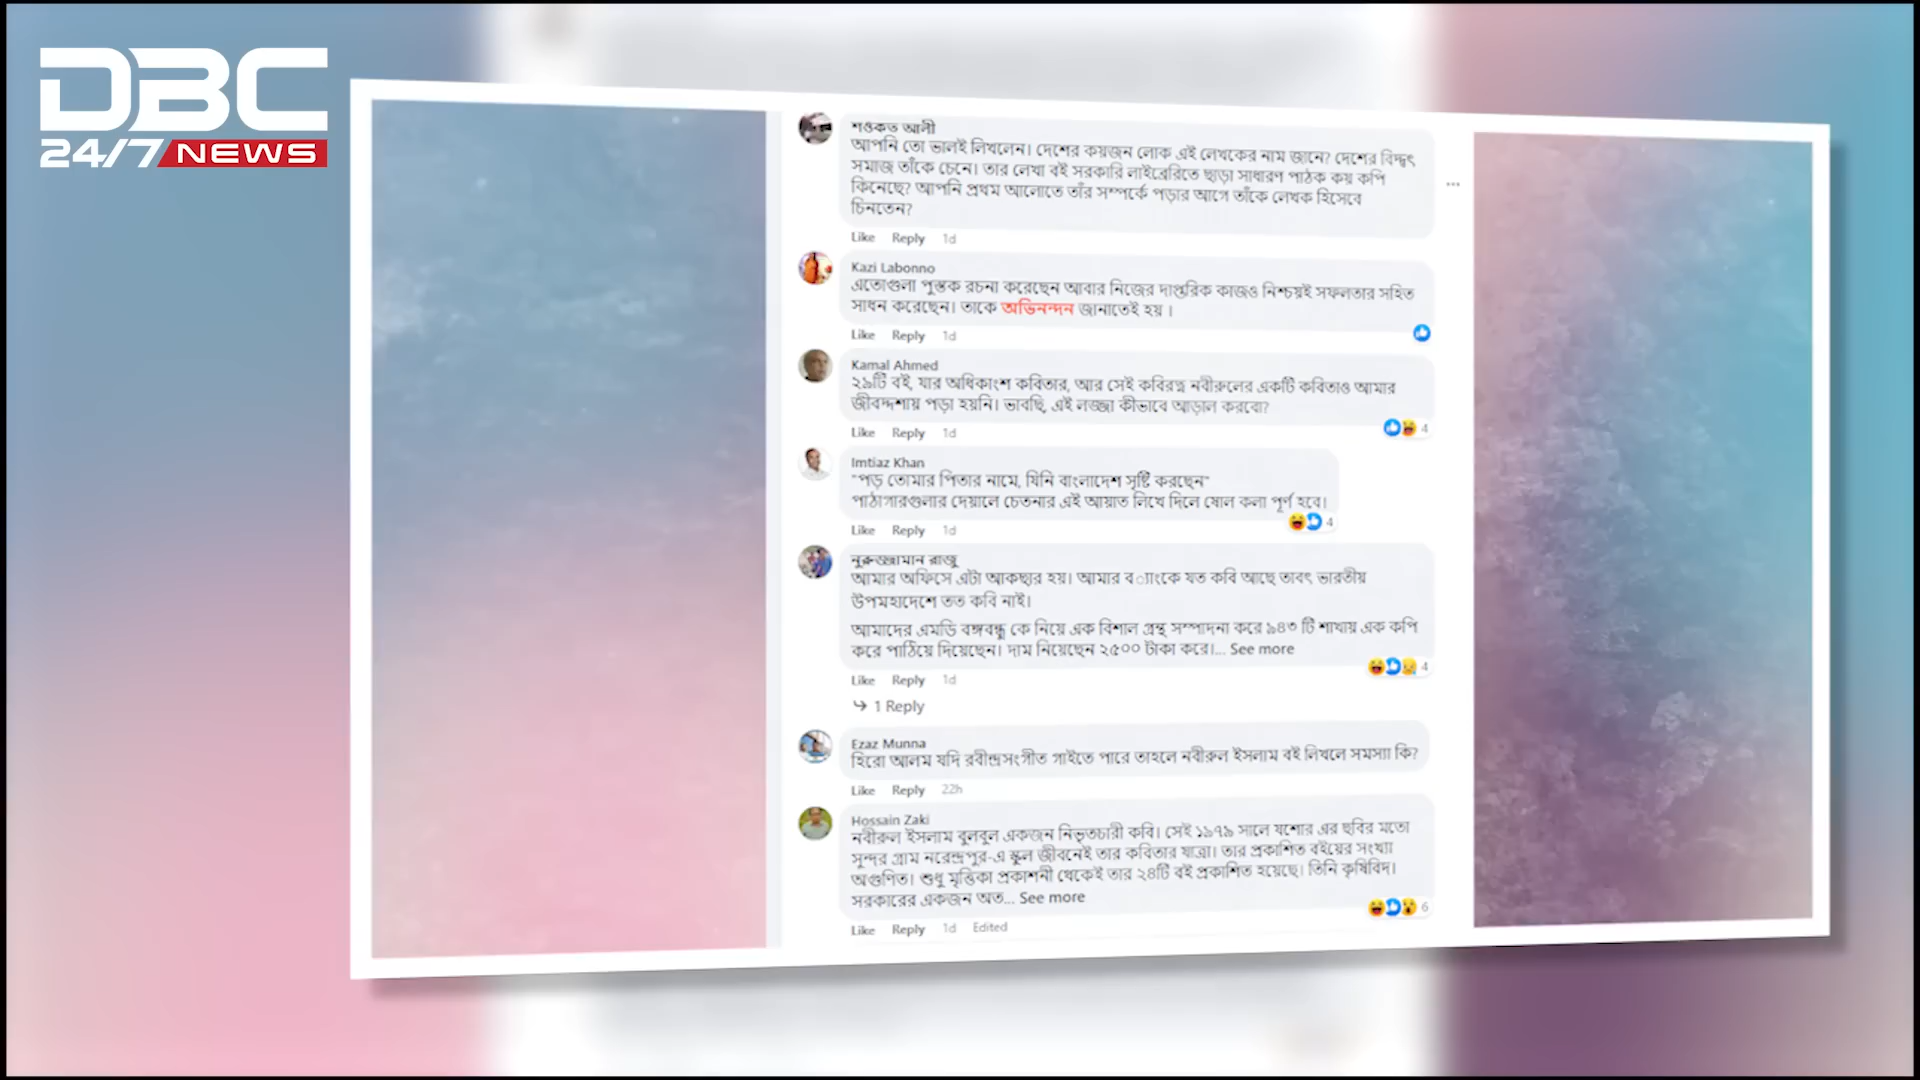 DBC
24/7 NEWS
শওকত আলী
আপনি তো ভালই লিখলেন। দেশের কয়জন লোক এই লেখকের নাম জানে? দেশের বিদ্বৎ
সমাজ তাঁকে চেনে। তার লেখা বই সরকারি লাইব্রেরিতে ছাড়া সাধারণ পাঠক কয় কপি
কিনেছে? আপনি প্রথম আলোতে তাঁর সম্পর্কে পড়ার আগে তাঁকে লেখক হিসেবে
চিনতেন?
Like Reply 1d
Kazi Labonno
এতোগুলা পুস্তক রচনা করেছেন আবার নিজের দাপ্তরিক কাজও নিশ্চয়ই সফলতার সহিত
সাধন করেছেন। তাকে অভিনন্দন জানাতেই হয় ।
Like Reply 1d
Kamal Ahmed
২৯টি বই, যার অধিকাংশ কবিতার, আর সেই কবিরত্ন নবীরুলের একটি কবিতাও আমার
জীবদ্দশায় পড়া হয়নি। ভাবছি, এই লজ্জা কীভাবে আড়াল করবো?
Like Reply 1d 4
Imtiaz Khan
"পড় তোমার পিতার নামে, যিনি বাংলাদেশ সৃষ্টি করছেন"
পাঠাগারগুলার দেয়ালে চেতনার এই আয়াত লিখে দিলে ষোল কলা পূর্ণ হবে।
4
Like Reply 1d
নুরুজ্জামান রাজু
আমার অফিসে এটা আকছার হয়। আমার ব্যাংকে যত কবি আছে তাবৎ ভারতীয়
উপমহাদেশে তত কবি নাই।
আমাদের এমডি বঙ্গবন্ধু কে নিয়ে এক বিশাল গ্রন্থ সম্পাদনা করে ৯৪৩ টি শাখায় এক কপি
করে পাঠিয়ে দিয়েছেন। দাম নিয়েছেন ২৫০০ টাকা করে।... See more
4
Like Reply 1d
1 Reply
Ezaz Munna
হিরো আলম যদি রবীন্দ্রসংগীত গাইতে পারে তাহলে নবীরুল ইসলাম বই লিখলে সমস্যা কি?
Like Reply 22h
Hossain Zaki
নবীরুল ইসলাম বুলবুল একজন নিভৃতচারী কবি। সেই ১৯৭৯ সালে যশোর এর ছবির মতো
সুন্দর গ্রাম নরেন্দ্রপুর-এ স্কুল জীবনেই তার কবিতার যাত্রা। তার প্রকাশিত বইয়ের সংখ্যা
অগুণিত। শুধু মৃত্তিকা প্রকাশনী থেকেই তার ২৪টি বই প্রকাশিত হয়েছে। তিনি কৃষিবিদ।
সরকারের একজন অত... See more
6
Like Reply 1d Edited